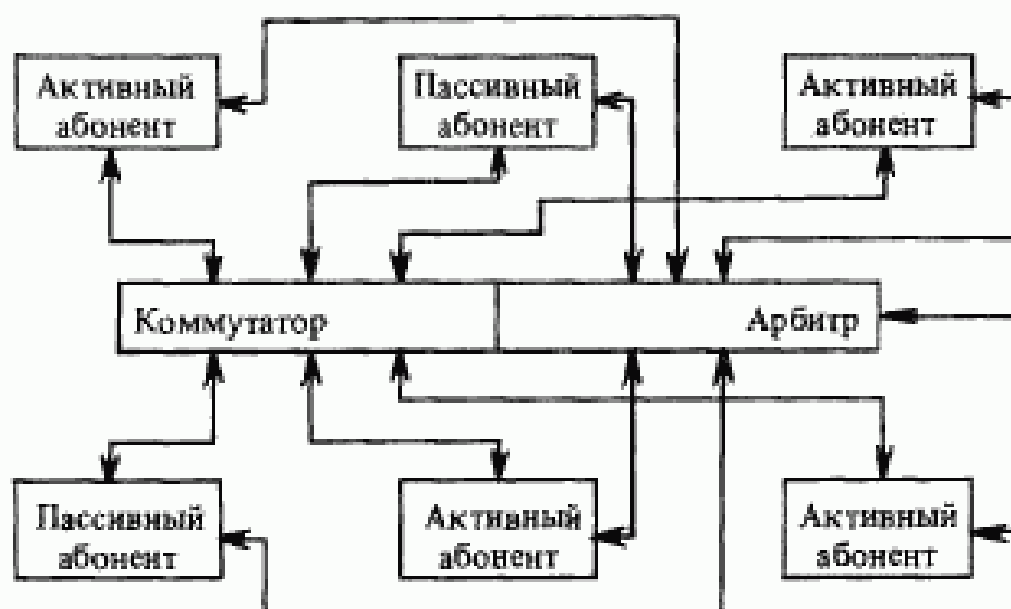 Активный
абонент
Пассивный
абонент
Активный
абонент
Коммутатор
Арбитр
Пассивный
абонент
Активный
абонент
Активный
абонент